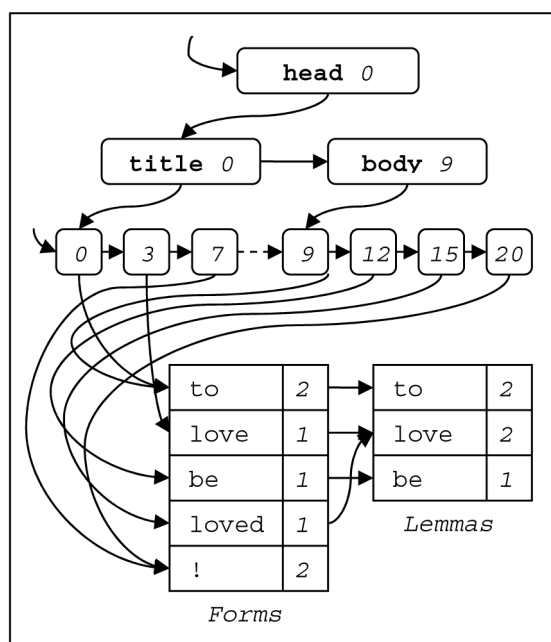 head 0
title 0 body 9
0 3 7 9 12 15 20
to 2 to 2
love 1 love 2
be 1 be 1
loved 1
Lemmas
! 2
Forms